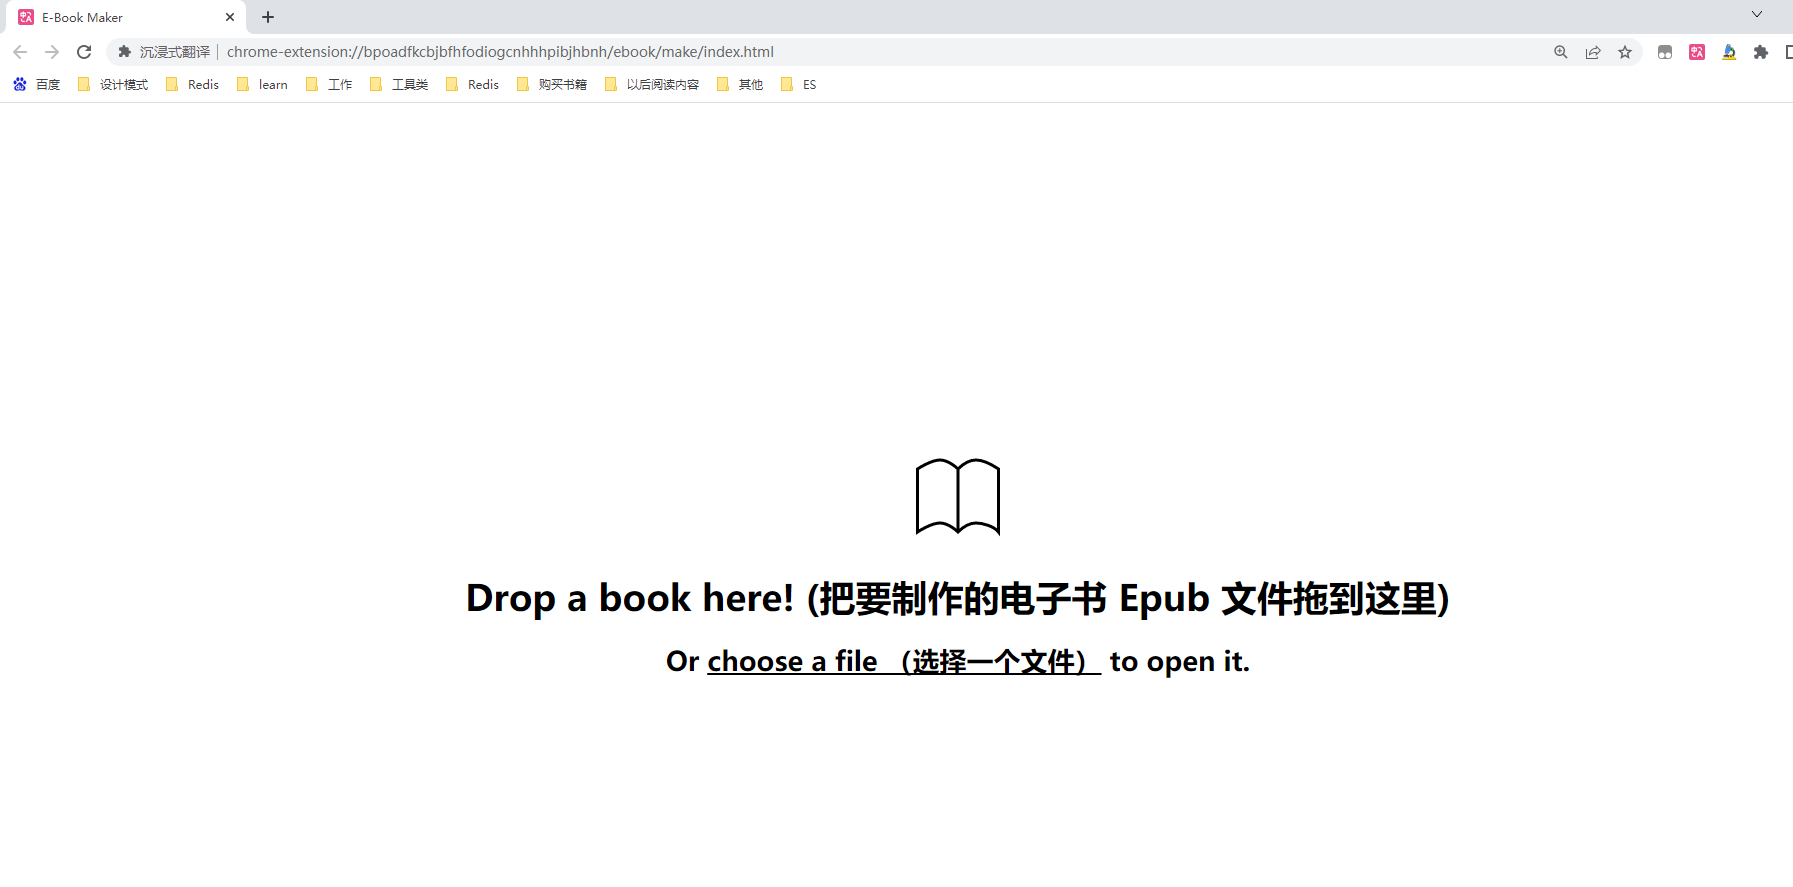 E-Book Maker
沉浸式翻译 | chrome-extension://bpoadfkcbjbfhfodiogcnhhhpibjhbnh/ebook/make/index.html
百度 设计模式 Redis learn 工作 工具类 Redis 购买书籍 以后阅读内容 其他 ES
Drop a book here! (把要制作的电子书 Epub 文件拖到这里)
Or choose a file （选择一个文件） to open it.